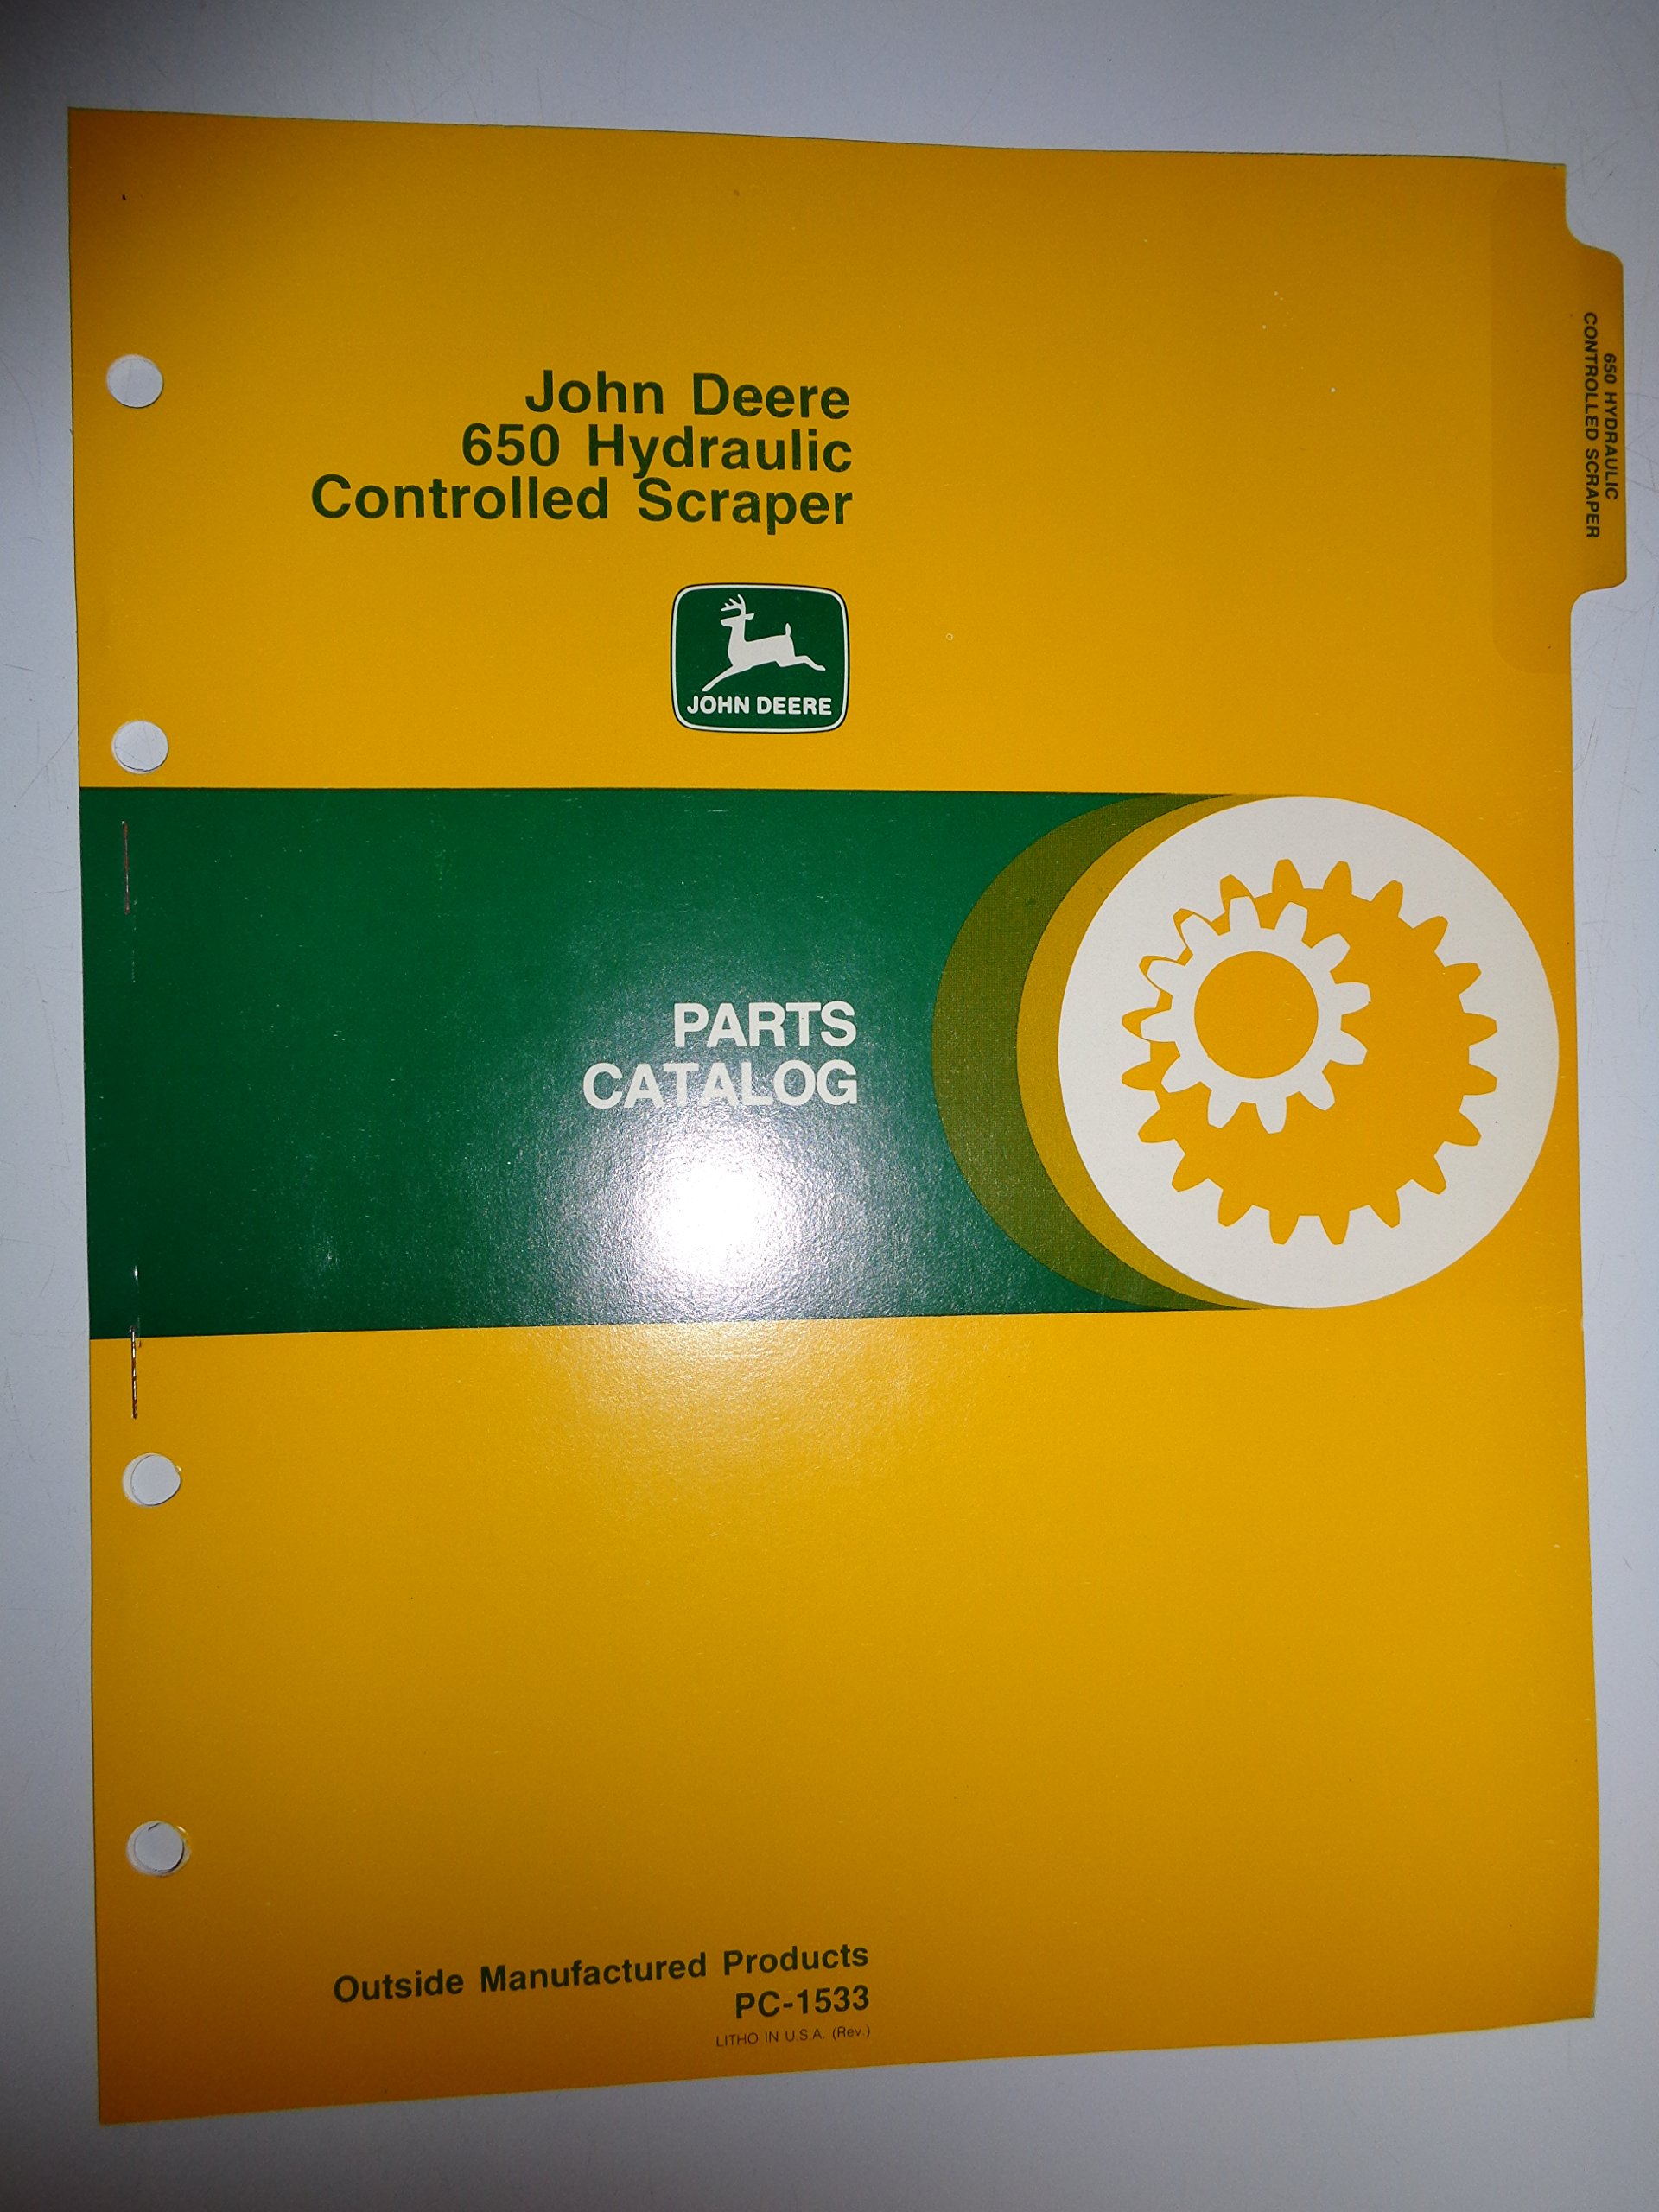 John Deere
650 Hydraulic
Controlled Scraper
JOHN DEERE
650 HYDRAULIC
CONTROLLED SCRAPER
PARTS
CATALOG
Outside Manufactured Products
PC-1533
LITHO IN U.S.A. (Rev.)